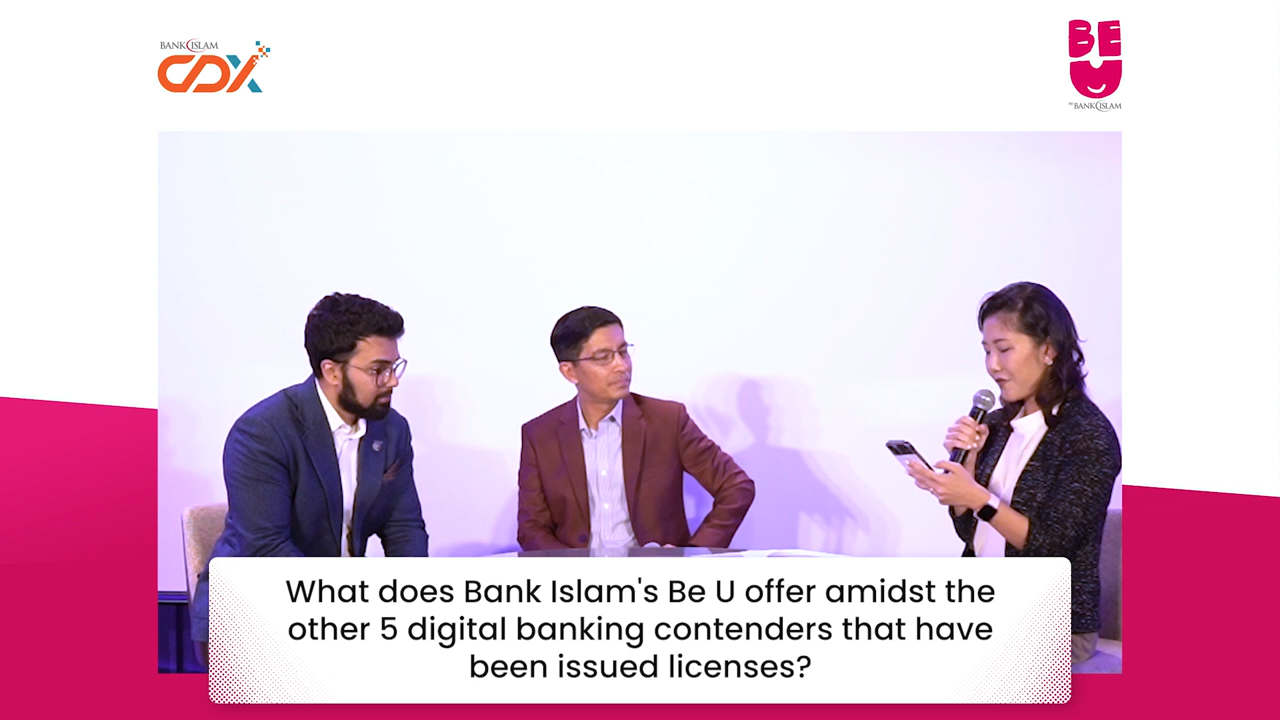 BANK ISLAM
CDX
BE
U
by BANK ISLAM
What does Bank Islam's Be U offer amidst the
other 5 digital banking contenders that have
been issued licenses?